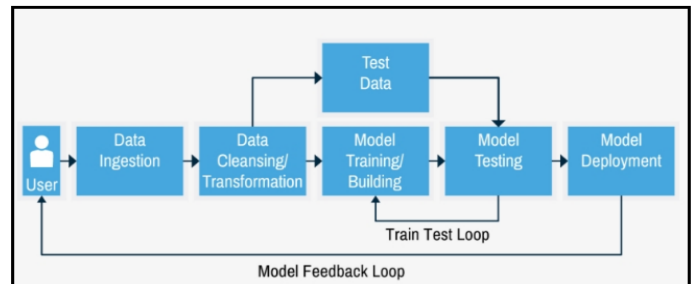 Test
Data
User
Data
Ingestion
Data
Cleansing/
Transformation
Model
Training/
Building
Model
Testing
Model
Deployment
Train Test Loop
Model Feedback Loop